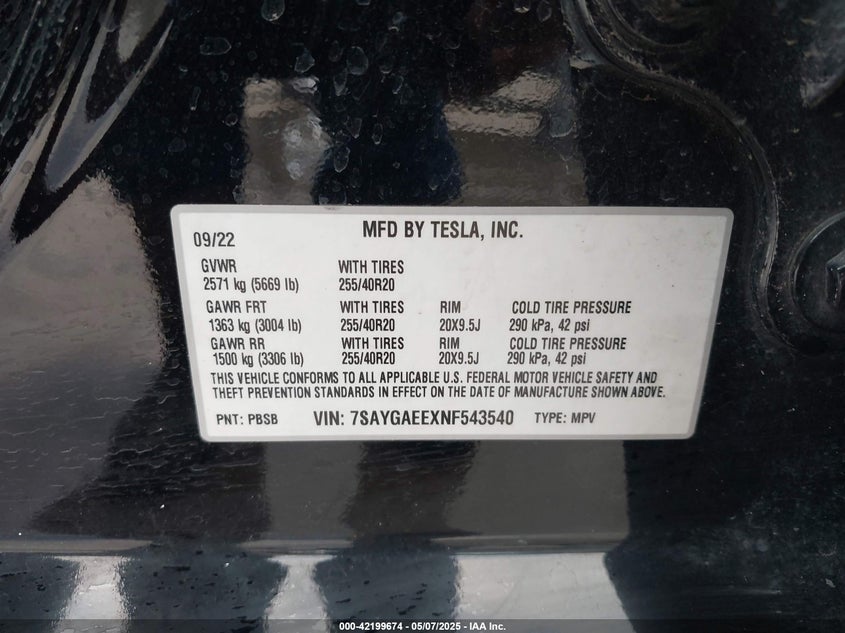 MFD BY TESLA, INC.
09/22
GVWR WITH TIRES
2571 kg (5669 lb) 255/40R20
GAWR FRT WITH TIRES RIM COLD TIRE PRESSURE
1363 kg (3004 lb) 255/40R20 20X9.5J 290 kPa, 42 psi
GAWR RR WITH TIRES RIM COLD TIRE PRESSURE
1500 kg (3306 lb) 255/40R20 20X9.5J 290 kPa, 42 psi
THIS VEHICLE CONFORMS TO ALL APPLICABLE U.S. FEDERAL MOTOR VEHICLE SAFETY AND
THEFT PREVENTION STANDARDS IN EFFECT ON THE DATE OF MANUFACTURE SHOWN ABOVE.
PNT: PBSB VIN: 7SAYGAEEXNF543540 TYPE: MPV
000-42199674 — 05/07/2025 — IAA Inc.